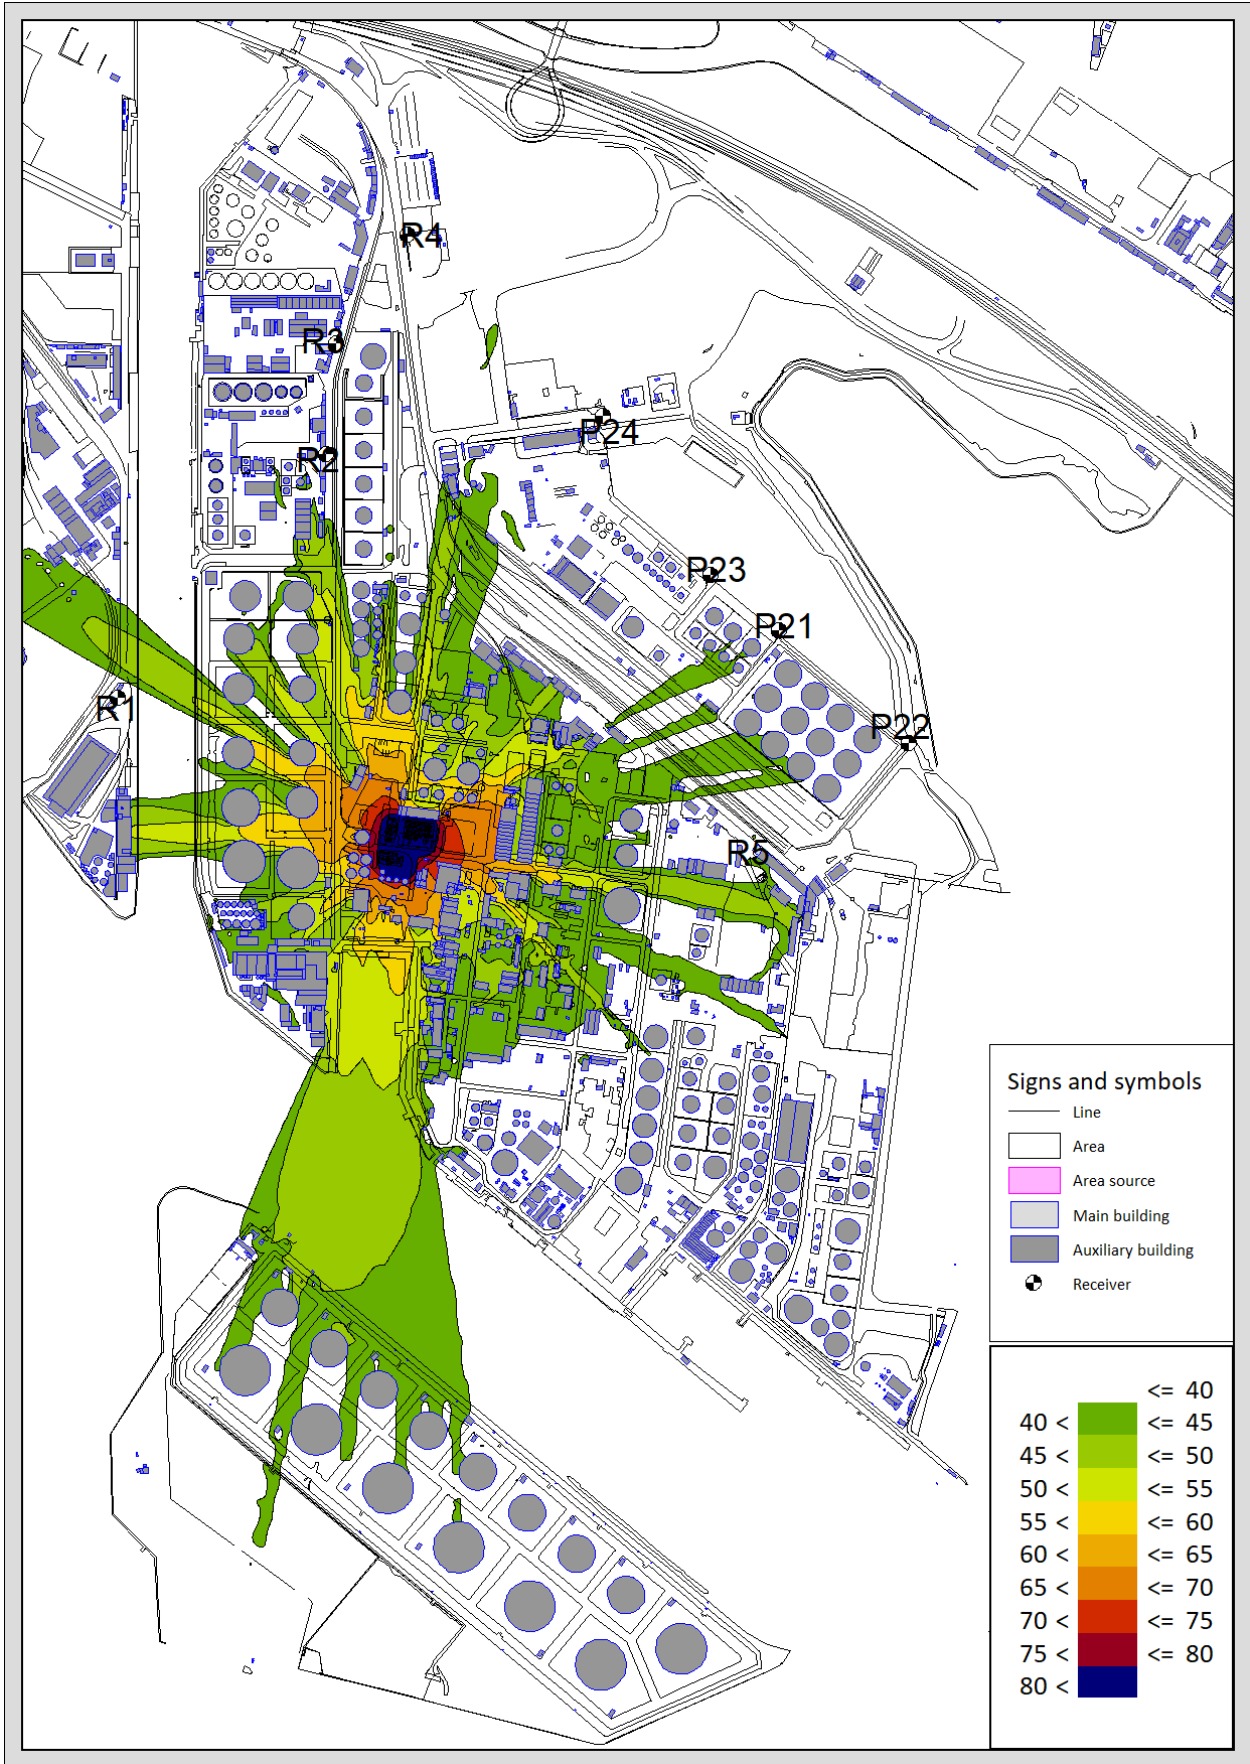 R4
R3
P24
R2
P23
P21
R1
P22
R5
Signs and symbols
Line
Area
Area source
Main building
Auxiliary building
Receiver
<= 40
40 < <= 45
45 < <= 50
50 < <= 55
55 < <= 60
60 < <= 65
65 < <= 70
70 < <= 75
75 < <= 80
80 <